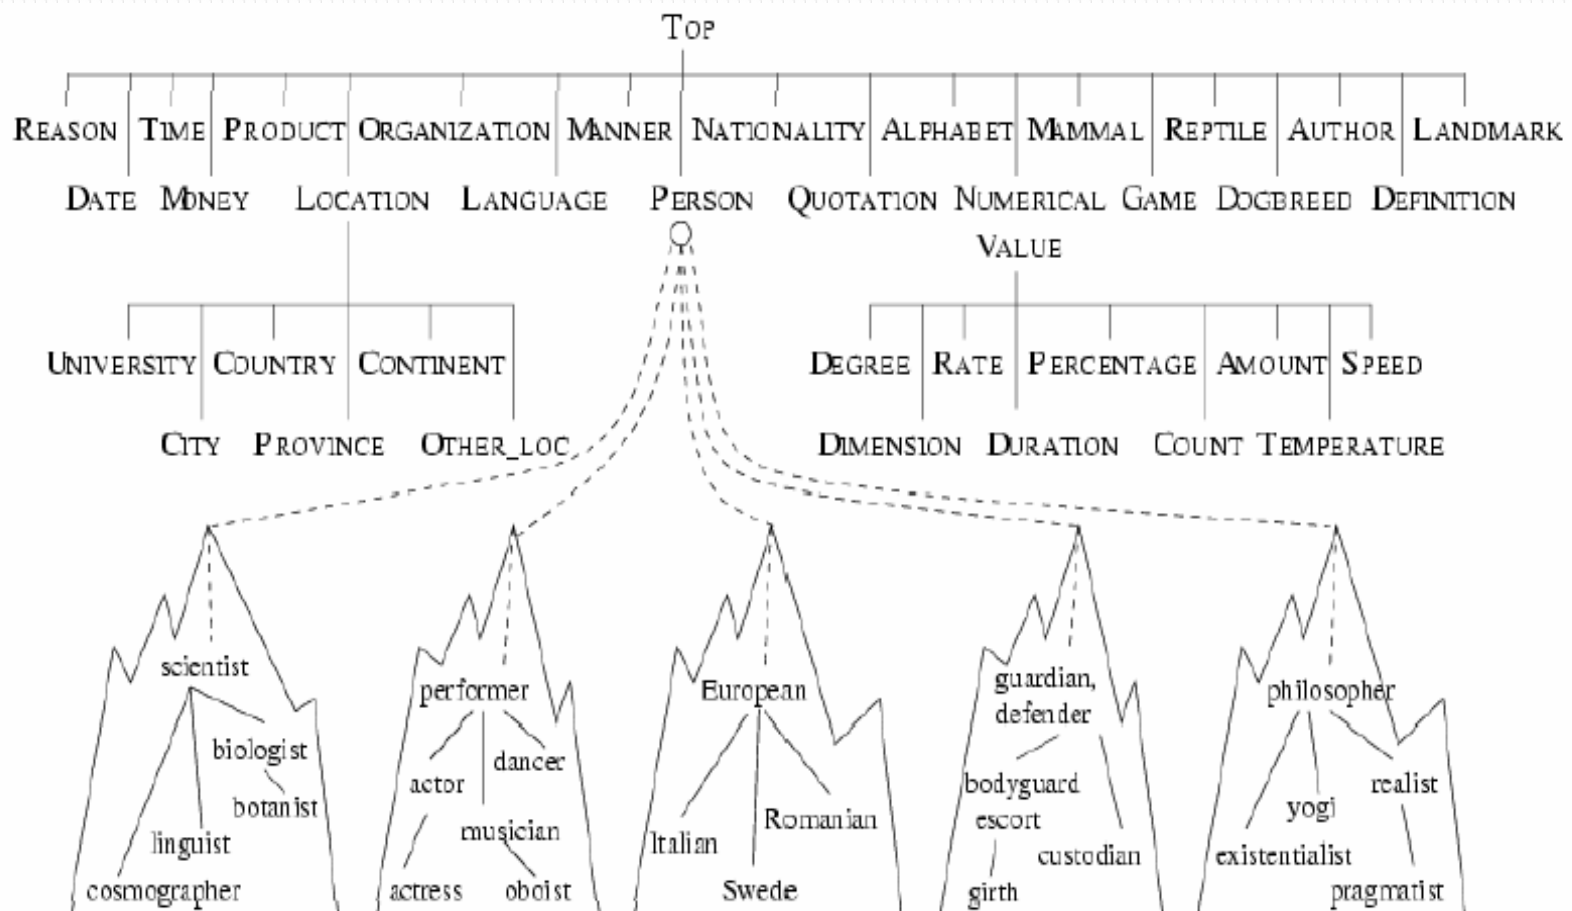 TOP
REASON TIME PRODUCT ORGANIZATION MANNER NATIONALITY ALPHABET MAMMAL REPTILE AUTHOR LANDMARK
DATE MONEY LOCATION LANGUAGE PERSON QUOTATION NUMERICAL GAME DOGBREED DEFINITION
VALUE
UNIVERSITY COUNTRY CONTINENT DEGREE RATE PERCENTAGE AMOUNT SPEED
CITY PROVINCE OTHER_LOC DIMENSION DURATION COUNT TEMPERATURE
scientist
biologist
botanist
linguist
cosmographer
performer
dancer
actor
musician
actress oboist
European
Romanian
Italian
Swede
guardian,
defender
bodyguard
escort
custodian
girth
philosopher
realist
yogi
existentialist
pragmatist